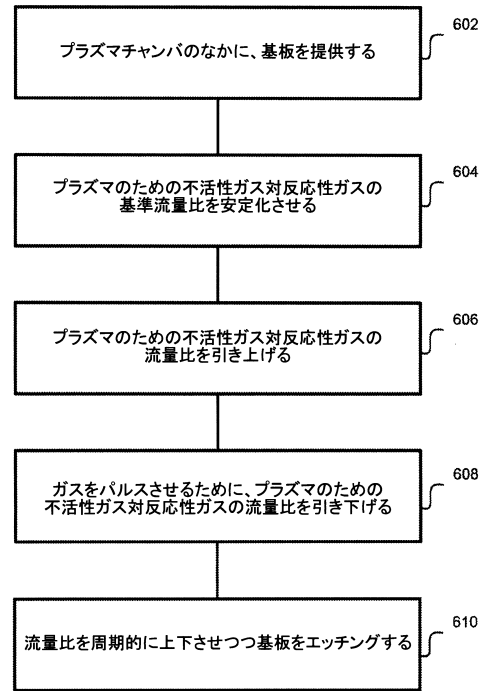 プラズマチャンバのなかに、基板を提供する
602
プラズマのための不活性ガス対反応性ガスの
基準流量比を安定化させる
604
プラズマのための不活性ガス対反応性ガスの
流量比を引き上げる
606
ガスをパルスさせるために、プラズマのための
不活性ガス対反応性ガスの流量比を引き下げる
608
流量比を周期的に上下させつつ基板をエッチングする
610